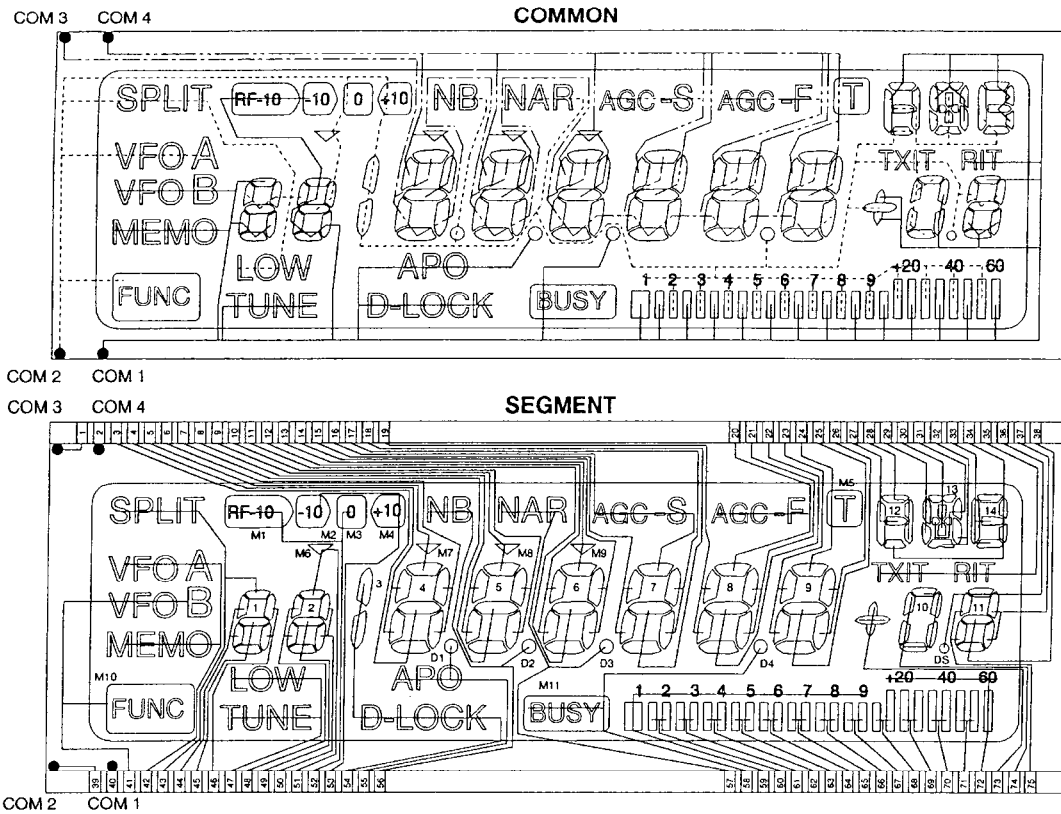 COMMON
COM 3 COM 4
SPLIT RF-10 -10 0 +10 NB NAR AGC-S AGC-F T
VFO A TXIT RIT
VFO B
MEMO
LOW APO
FUNC TUNE D-LOCK BUSY
1 2 3 4 5 6 7 8 9 +20 40 60
COM 2 COM 1
COM 3 COM 4
SEGMENT
1 2 3 4 5 6 7 8 9 10 11 12 13 14 15 16 17 18 19 20 21 22 23 24 25 26 27 28 29 30 31 32 33 34 35 36 37 38
M5
SPLIT RF-10 -10 0 +10 NB NAR AGC-S AGC-F T 12 13 14
M1 M2 M3 M4
M6 M7 M8 M9
VFO A TXIT RIT
3 4 5 6 7 8 9
VFO B 1 2 10 11
MEMO
D1 D2 D3 D4 DS
M10 LOW APO M11
FUNC TUNE D-LOCK BUSY
1 2 3 4 5 6 7 8 9 +20 40 60
39 40 41 42 43 44 45 46 47 48 49 50 51 52 53 54 55 56 57 58 59 60 61 62 63 64 65 66 67 68 69 70 71 72 73 74 75
COM 2 COM 1